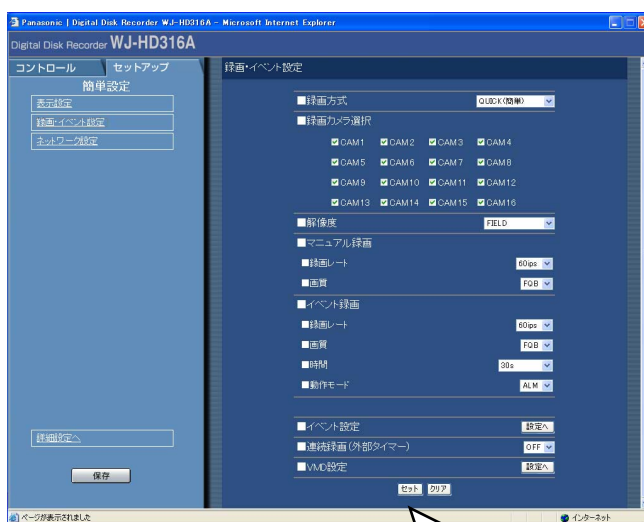 Panasonic | Digital Disk Recorder WJ-HD316A - Microsoft Internet Explorer
Digital Disk Recorder WJ-HD316A
コントロール セットアップ
簡単設定
表示設定
録画・イベント設定
ネットワーク設定
詳細設定へ
保存
録画・イベント設定
■録画方式 QUICK(簡単)
■録画カメラ選択
CAM1 CAM2 CAM3 CAM4
CAM5 CAM6 CAM7 CAM8
CAM9 CAM10 CAM11 CAM12
CAM13 CAM14 CAM15 CAM16
■解像度 FIELD
■マニュアル録画
■録画レート 60ips
■画質 FQB
■イベント録画
■録画レート 60ips
■画質 FQB
■時間 30s
■動作モード ALM
■イベント設定 設定へ
■連続録画(外部タイマー) OFF
■VMD設定 設定へ
セット クリア
ページが表示されました インターネット